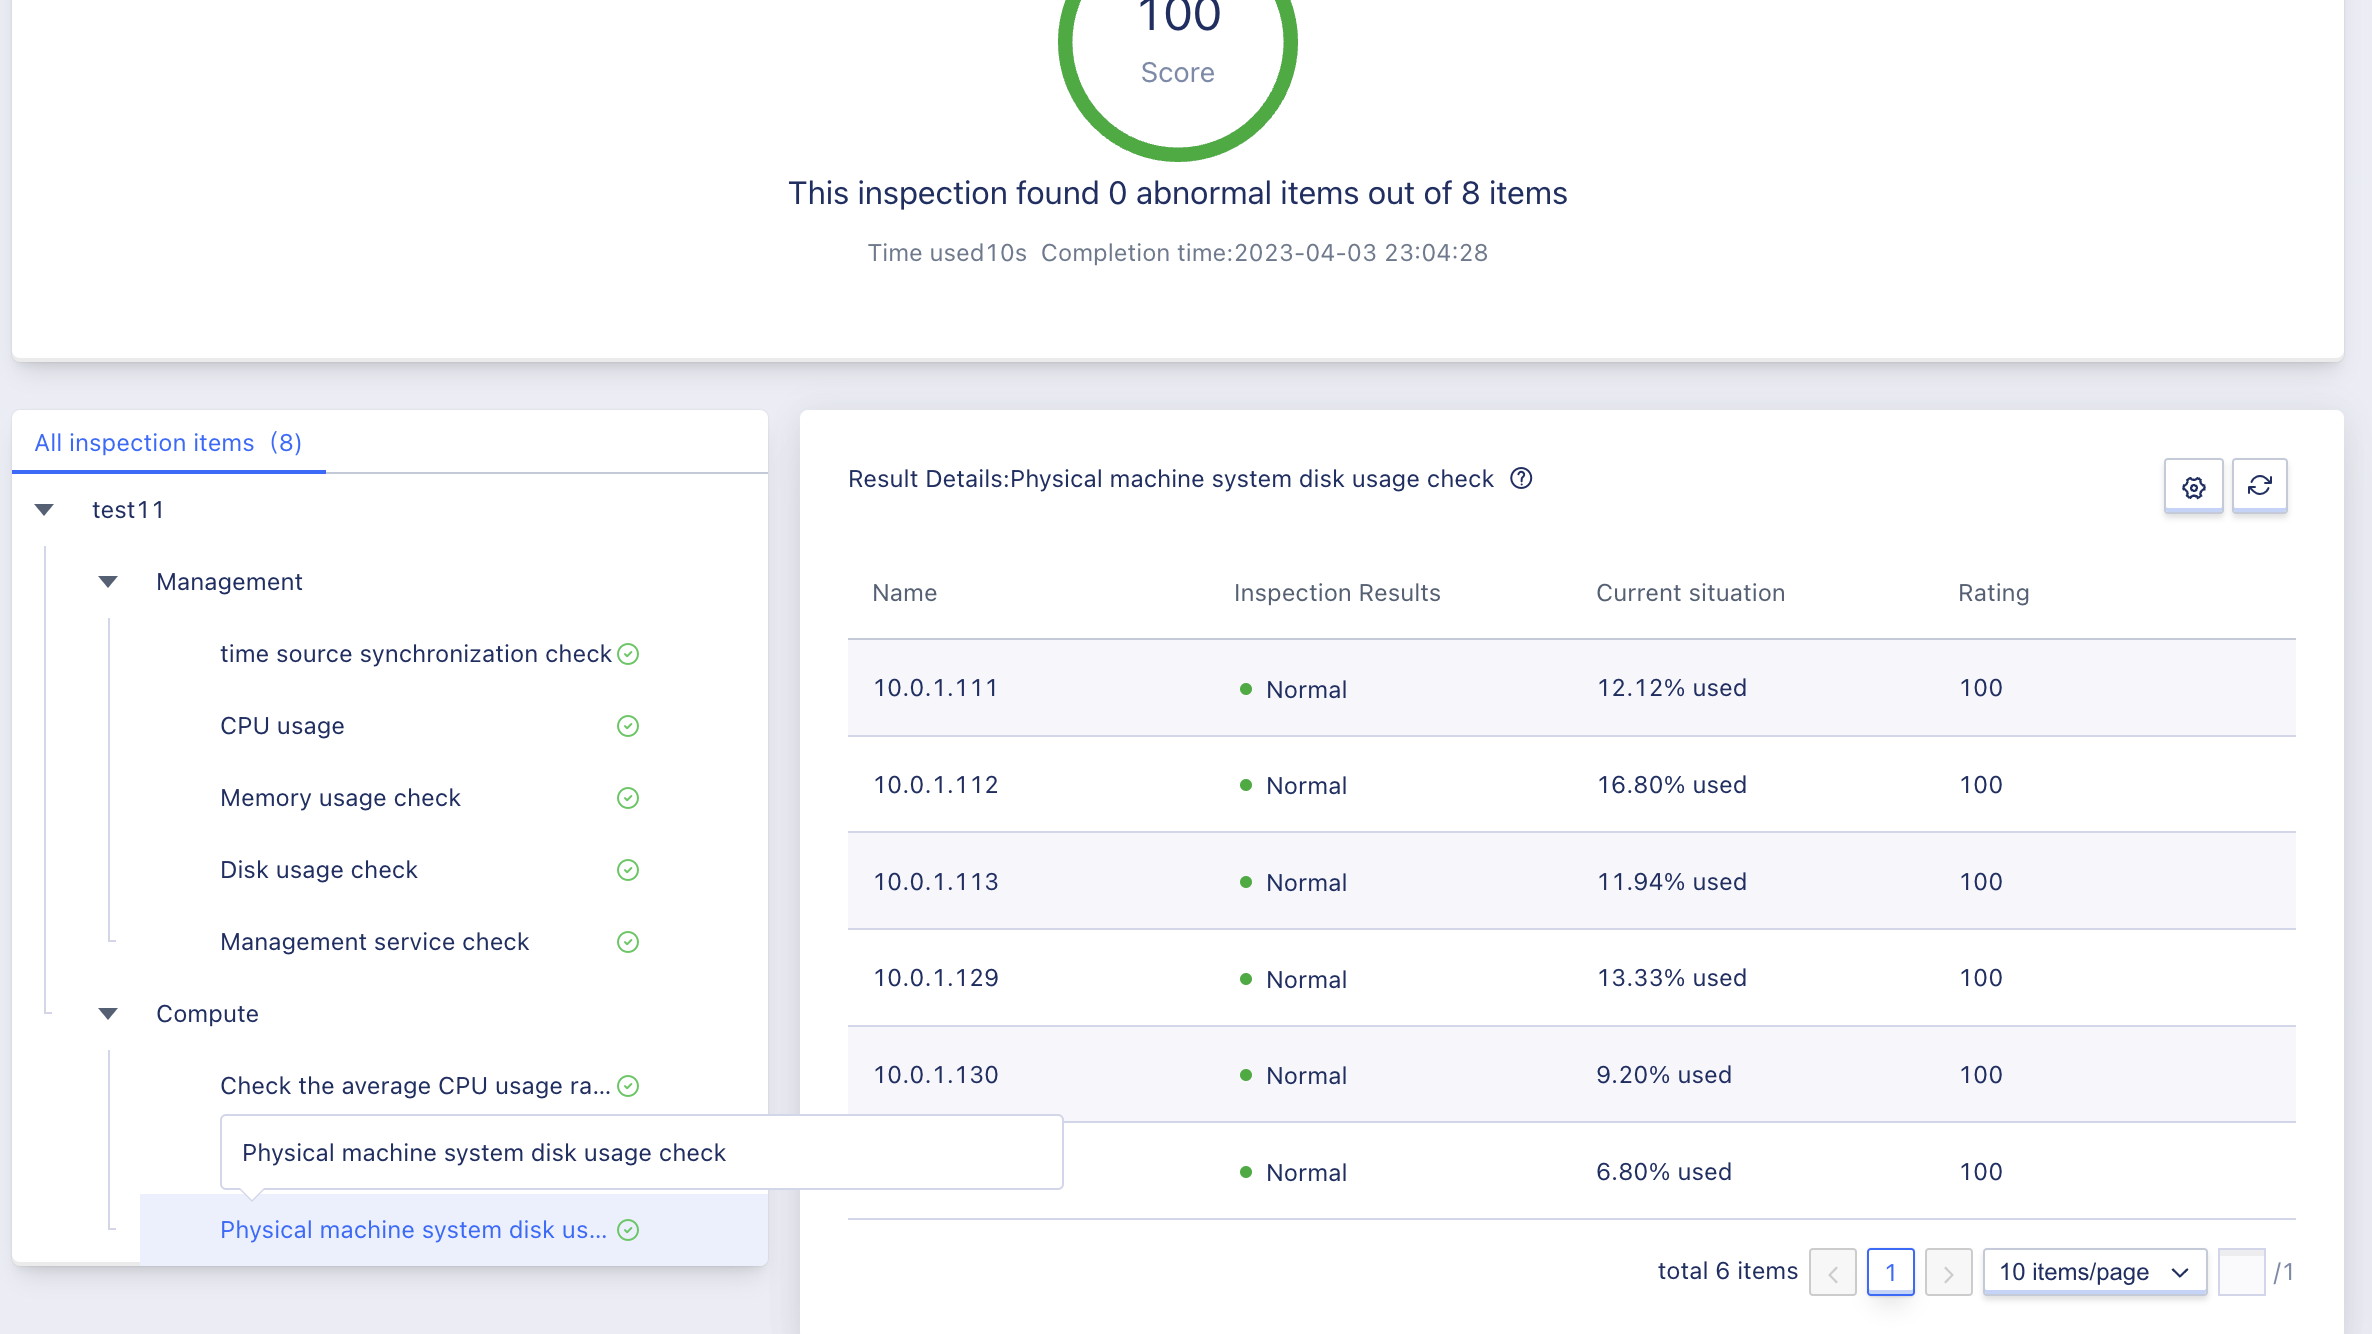 100
Score
This inspection found 0 abnormal items out of 8 items
Time used10s Completion time:2023-04-03 23:04:28
All inspection items (8)
test11
Management
time source synchronization check
CPU usage
Memory usage check
Disk usage check
Management service check
Compute
Check the average CPU usage ra...
Physical machine system disk usage check
Physical machine system disk us...
Result Details:Physical machine system disk usage check
Name Inspection Results Current situation Rating
10.0.1.111 Normal 12.12% used 100
10.0.1.112 Normal 16.80% used 100
10.0.1.113 Normal 11.94% used 100
10.0.1.129 Normal 13.33% used 100
10.0.1.130 Normal 9.20% used 100
Normal 6.80% used 100
total 6 items 1 10 items/page /1